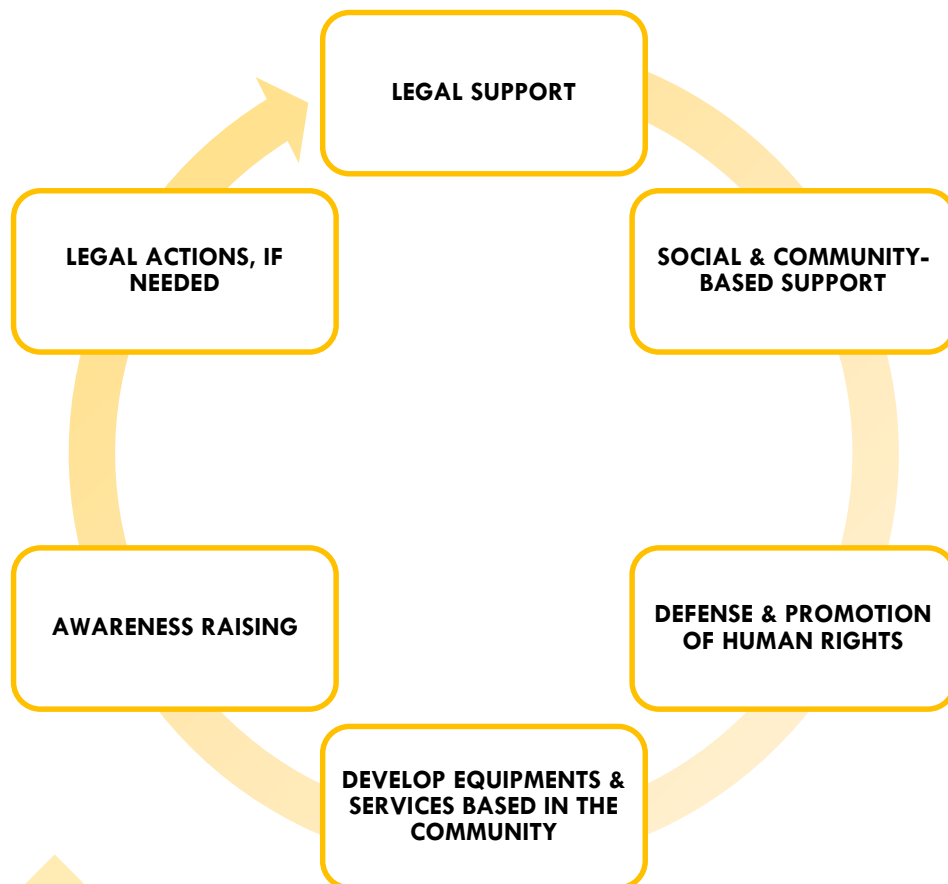 LEGAL SUPPORT
SOCIAL & COMMUNITY-
BASED SUPPORT
DEFENSE & PROMOTION
OF HUMAN RIGHTS
DEVELOP EQUIPMENTS &
SERVICES BASED IN THE
COMMUNITY
AWARENESS RAISING
LEGAL ACTIONS, IF
NEEDED